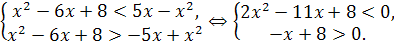 {x² − 6x + 8 < 5x − x², ⇔ {2x² − 11x + 8 < 0,
x² − 6x + 8 > −5x + x² −x + 8 > 0.